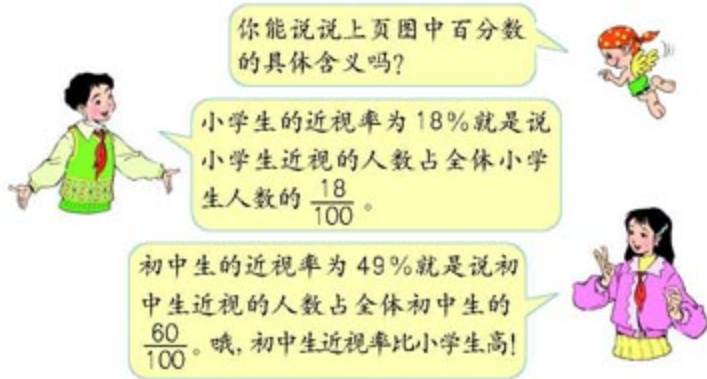 你能说说上页图中百分数
的具体含义吗?
小学生的近视率为18%就是说
小学生近视的人数占全体小学
生人数的 18/100 。
初中生的近视率为49%就是说初
中生近视的人数占全体初中生的
60/100 。哦,初中生近视率比小学生高!